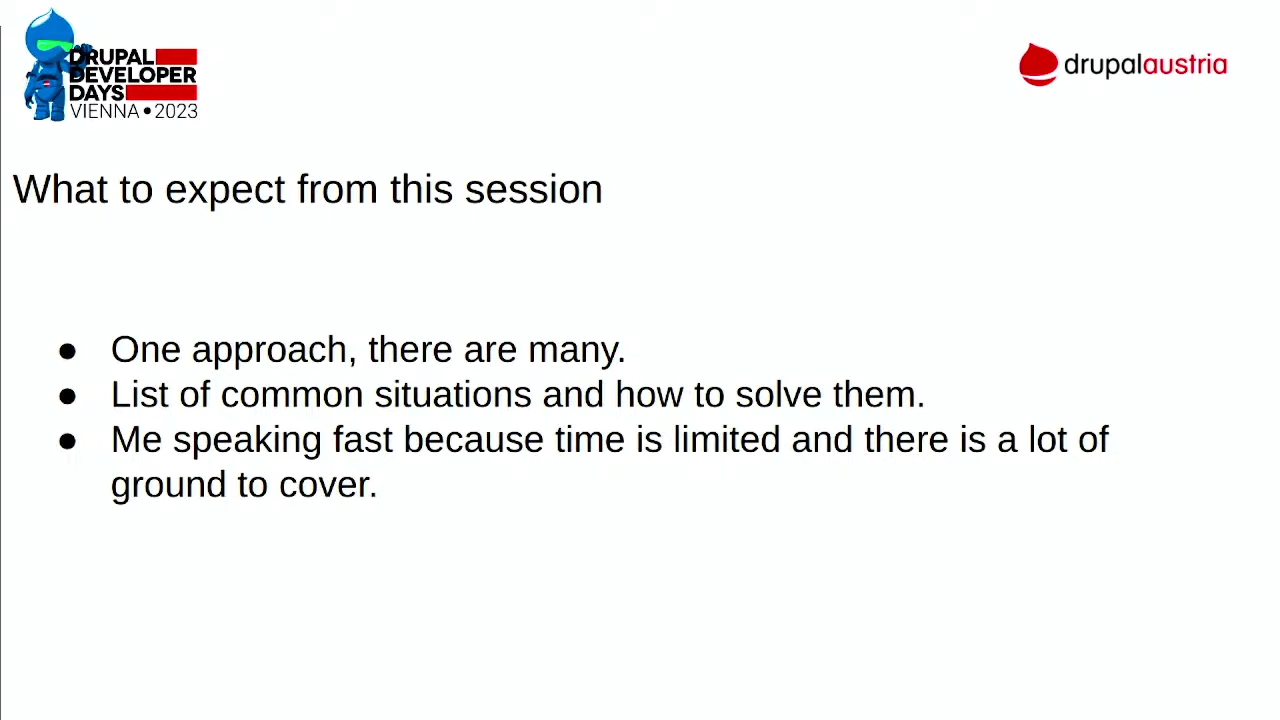 DRUPAL
DEVELOPER
DAYS
VIENNA • 2023
drupalaustria
What to expect from this session
● One approach, there are many.
● List of common situations and how to solve them.
● Me speaking fast because time is limited and there is a lot of
ground to cover.